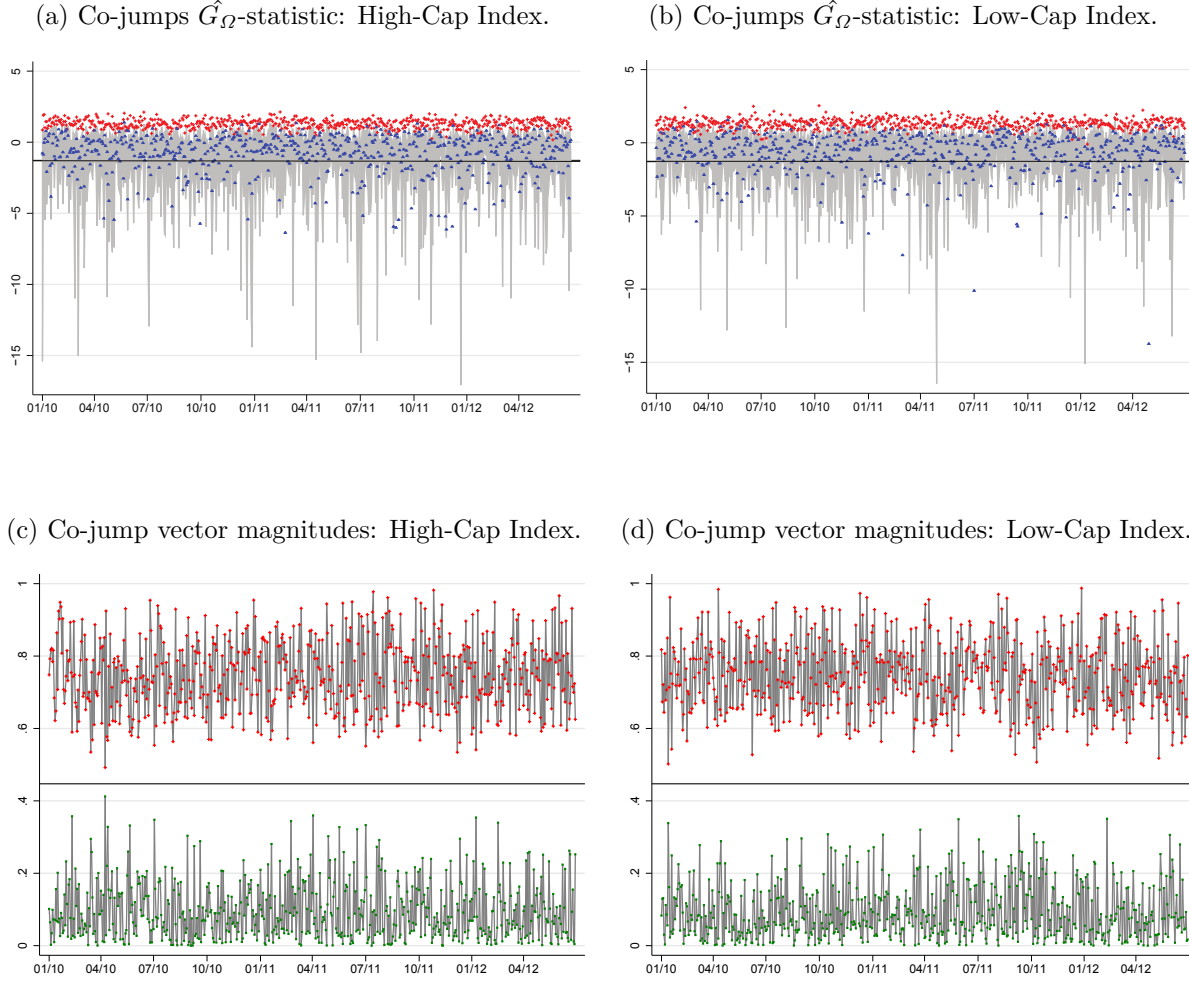 (a) Co-jumps $\hat{G_\Omega}$-statistic: High-Cap Index.
5
0
−5
−10
−15
01/10 04/10 07/10 10/10 01/11 04/11 07/11 10/11 01/12 04/12
(b) Co-jumps $\hat{G_\Omega}$-statistic: Low-Cap Index.
5
0
−5
−10
−15
01/10 04/10 07/10 10/10 01/11 04/11 07/11 10/11 01/12 04/12
(c) Co-jump vector magnitudes: High-Cap Index.
1
.8
.6
.4
.2
0
01/10 04/10 07/10 10/10 01/11 04/11 07/11 10/11 01/12 04/12
(d) Co-jump vector magnitudes: Low-Cap Index.
1
.8
.6
.4
.2
0
01/10 04/10 07/10 10/10 01/11 04/11 07/11 10/11 01/12 04/12